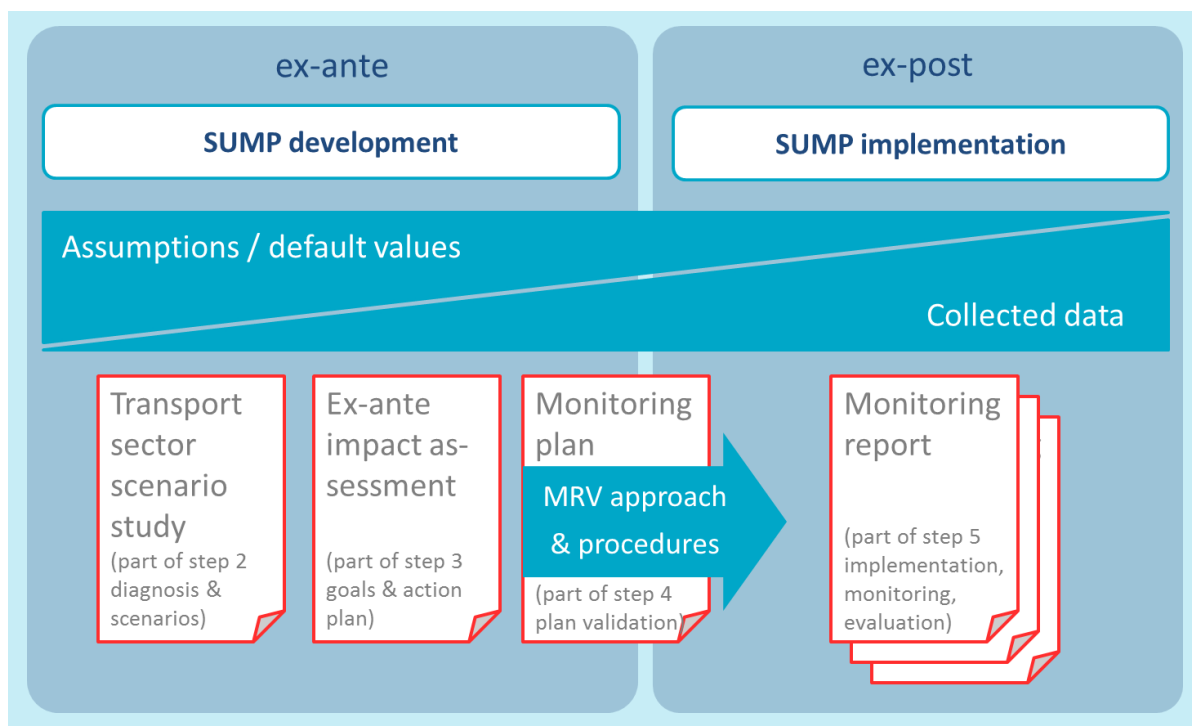 ex-ante
ex-post
SUMP development
SUMP implementation
Assumptions / default values
Collected data
Transport
sector
scenario
study
(part of step 2
diagnosis &
scenarios)
Ex-ante
impact as-
sessment
(part of step 3
goals & action
plan)
Monitoring
plan
MRV approach
& procedures
(part of step 4
plan validation)
Monitoring
report
(part of step 5
implementation,
monitoring,
evaluation)